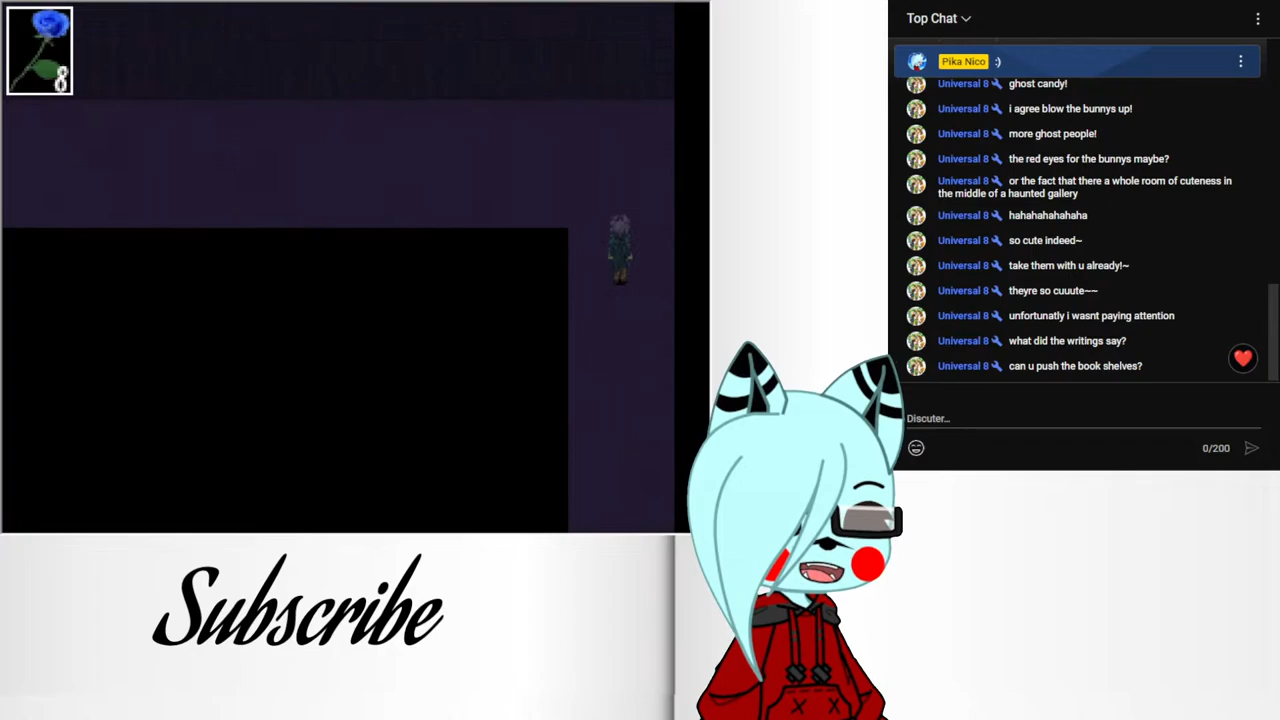 8
Top Chat
Pika Nico :)
Universal 8 ghost candy!
Universal 8 i agree blow the bunnys up!
Universal 8 more ghost people!
Universal 8 the red eyes for the bunnys maybe?
Universal 8 or the fact that there a whole room of cuteness in
the middle of a haunted gallery
Universal 8 hahahahahahaha
Universal 8 so cute indeed~
Universal 8 take them with u already!~
Universal 8 theyre so cuuute~~
Universal 8 unfortunatly i wasnt paying attention
Universal 8 what did the writings say?
Universal 8 can u push the book shelves?
Discuter...
0/200
Subscribe